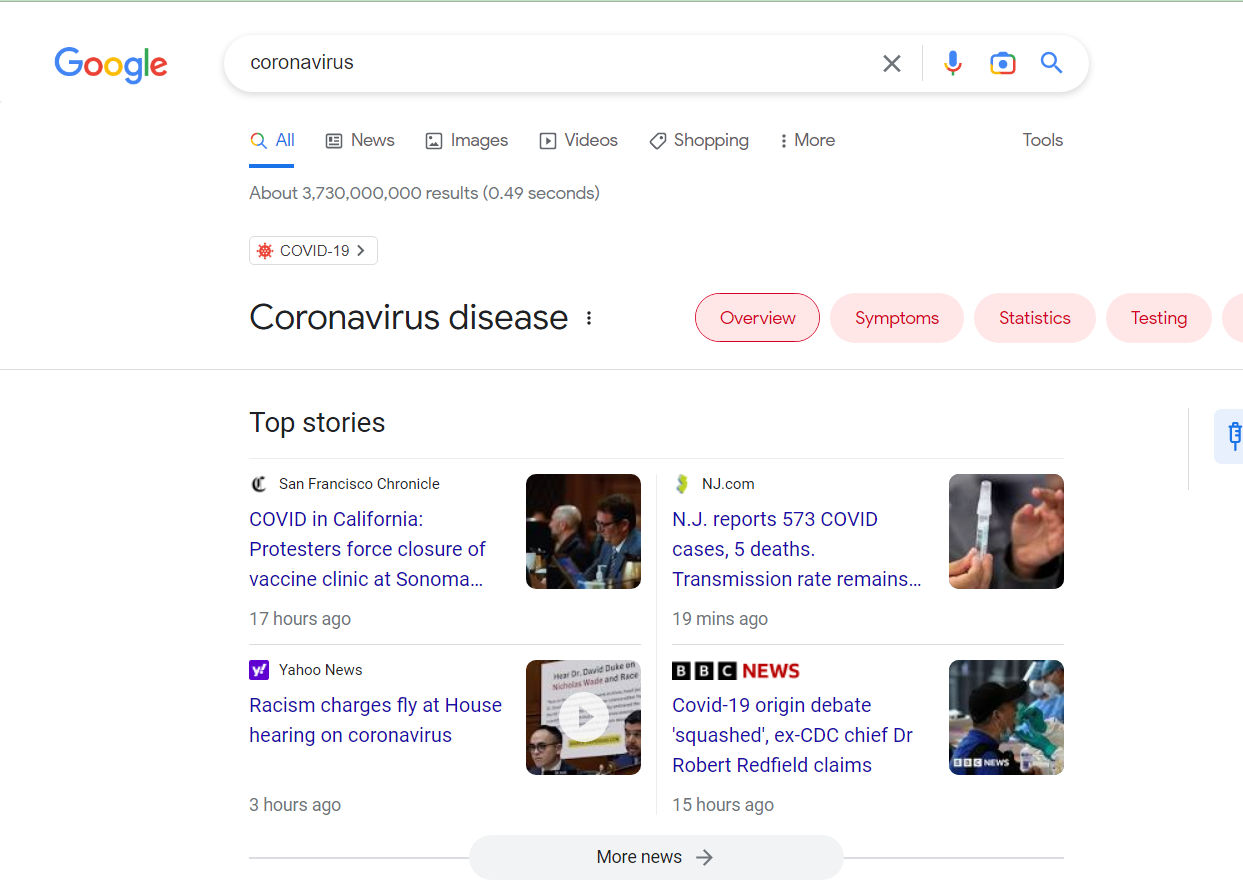 Google
coronavirus
All News Images Videos Shopping More Tools
About 3,730,000,000 results (0.49 seconds)
COVID-19
Coronavirus disease
Overview Symptoms Statistics Testing
Top stories
San Francisco Chronicle
COVID in California:
Protesters force closure of
vaccine clinic at Sonoma...
17 hours ago
NJ.com
N.J. reports 573 COVID
cases, 5 deaths.
Transmission rate remains...
19 mins ago
y!
Yahoo News
Racism charges fly at House
hearing on coronavirus
3 hours ago
Hear Dr. David Duke on
Nicholas Wade and Race
BBC NEWS
Covid-19 origin debate
'squashed', ex-CDC chief Dr
Robert Redfield claims
15 hours ago
BBC NEWS
More news